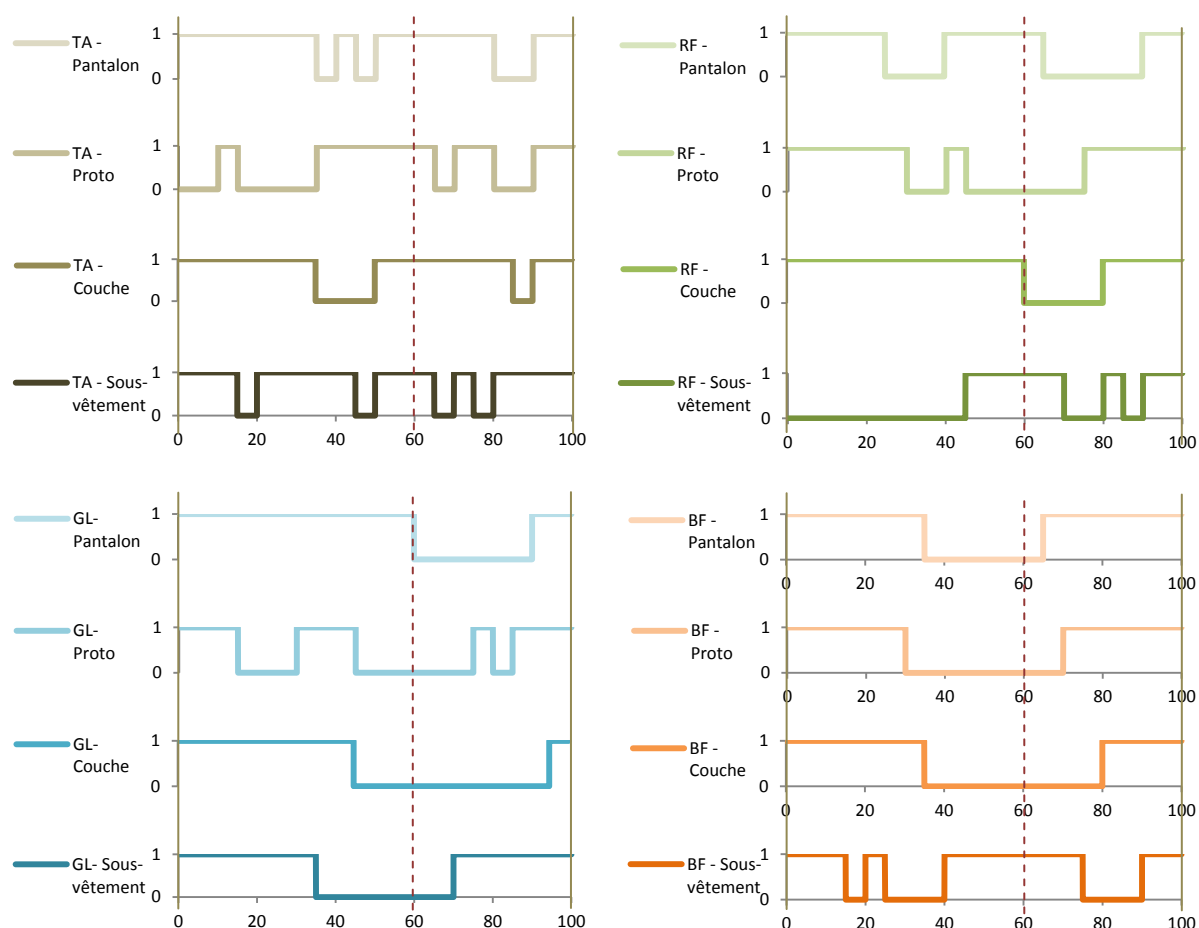 TA -
Pantalon
1
0
TA -
Proto
1
0
TA -
Couche
1
0
TA - Sous-
vêtement
1
0
0 20 40 60 80 100
RF -
Pantalon
1
0
RF -
Proto
1
0
RF -
Couche
1
0
RF - Sous-
vêtement
1
0
0 20 40 60 80 100
GL-
Pantalon
1
0
GL-
Proto
1
0
GL-
Couche
1
0
GL- Sous-
vêtement
1
0
0 20 40 60 80 100
BF -
Pantalon
1
0
0 20 40 60 80 100
BF -
Proto
1
0
0 20 40 60 80 100
BF -
Couche
1
0
0 20 40 60 80 100
BF - Sous-
vêtement
1
0
0 20 40 60 80 100